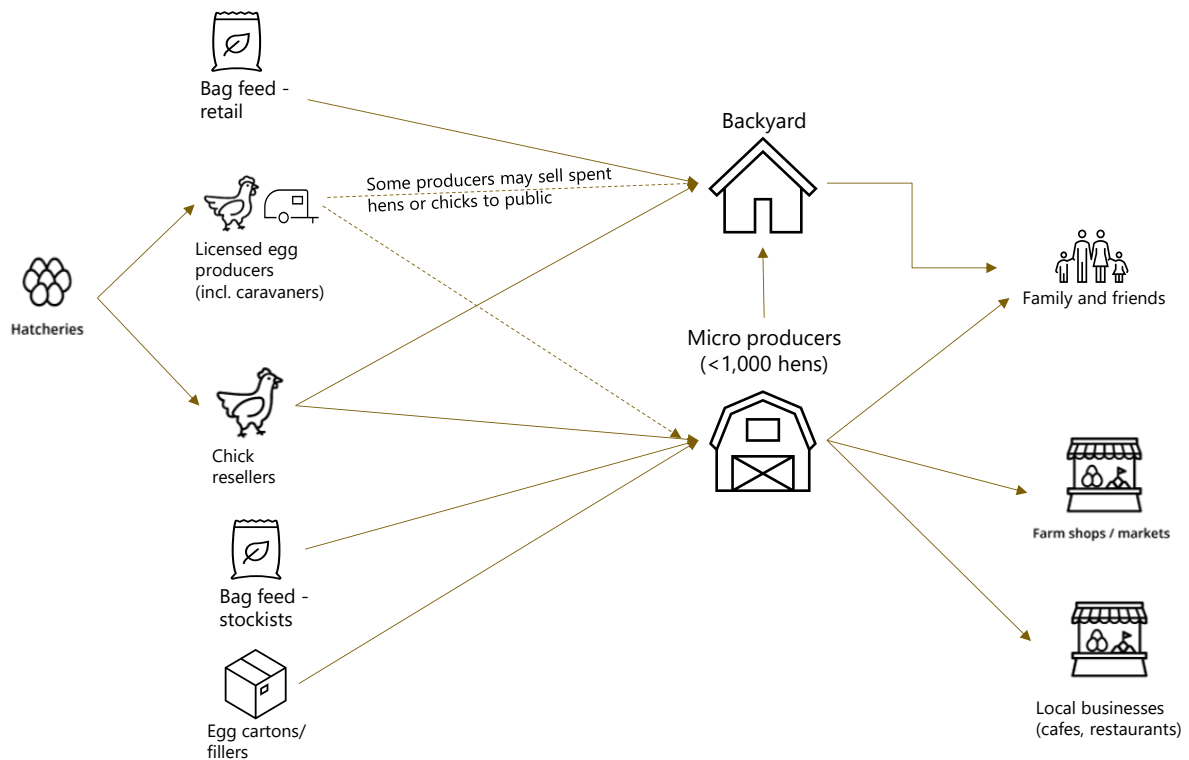 Bag feed -
retail
Backyard
Some producers may sell spent
hens or chicks to public
Licensed egg
producers
(incl. caravaners)
Family and friends
Hatcheries
Micro producers
(<1,000 hens)
Chick
resellers
Farm shops / markets
Bag feed -
stockists
Local businesses
(cafes, restaurants)
Egg cartons/
fillers